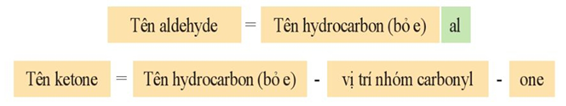 Tên aldehyde = Tên hydrocarbon (bỏ e) al
Tên ketone = Tên hydrocarbon (bỏ e) - vị trí nhóm carbonyl - one